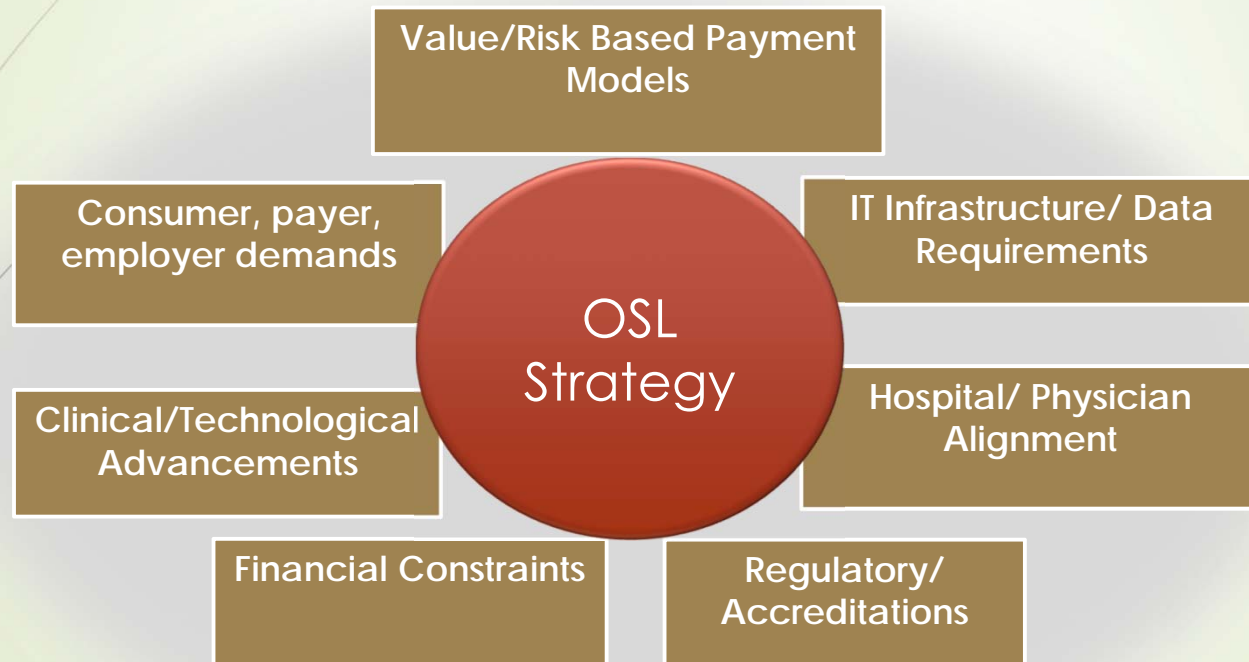 Value/Risk Based Payment
Models
Consumer, payer,
employer demands
IT Infrastructure/ Data
Requirements
OSL
Strategy
Clinical/Technological
Advancements
Hospital/ Physician
Alignment
Financial Constraints
Regulatory/
Accreditations